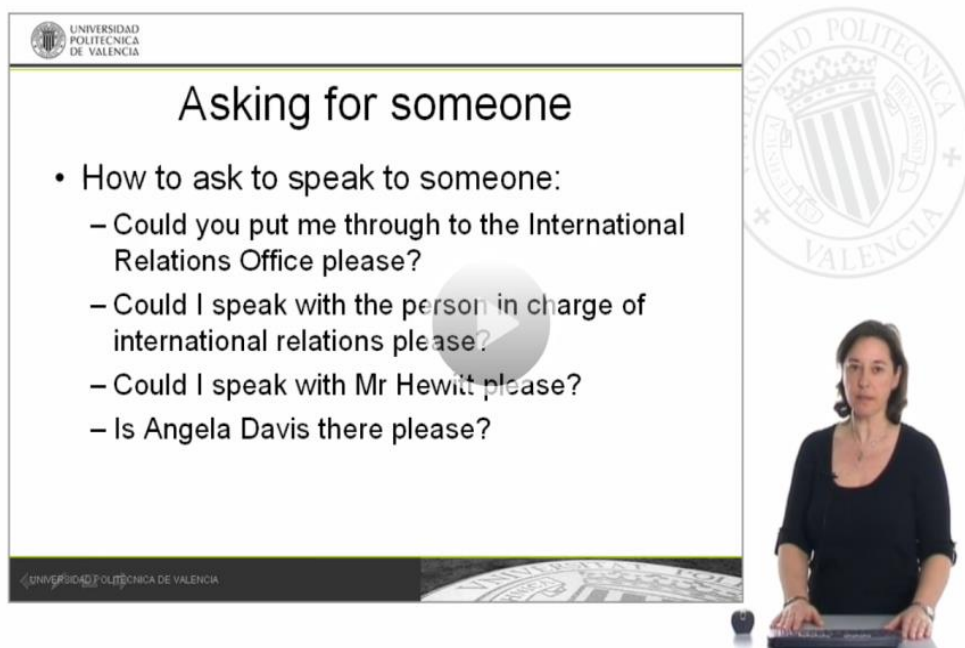 UNIVERSIDAD
POLITECNICA
DE VALENCIA
Asking for someone
• How to ask to speak to someone:
– Could you put me through to the International
Relations Office please?
– Could I speak with the person in charge of
international relations please?
– Could I speak with Mr Hewitt please?
– Is Angela Davis there please?
UNIVERSIDAD POLITECNICA DE VALENCIA
POLITECNICA
VALENCIA